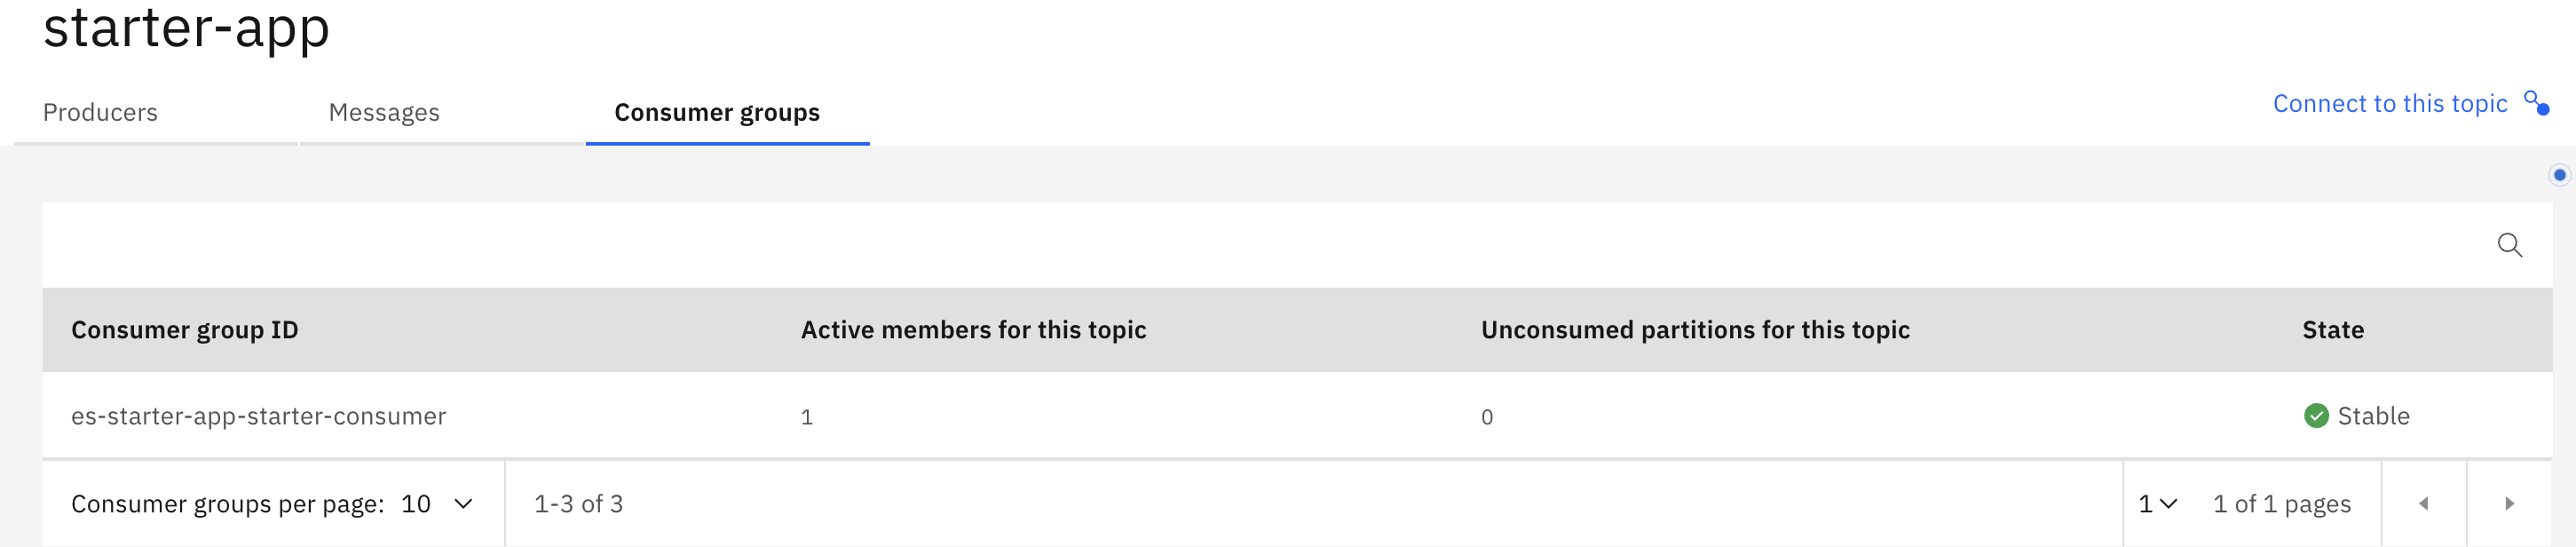 starter-app
Producers Messages Consumer groups Connect to this topic
Consumer group ID Active members for this topic Unconsumed partitions for this topic State
es-starter-app-starter-consumer 1 0 Stable
Consumer groups per page: 10 1-3 of 3 1 1 of 1 pages